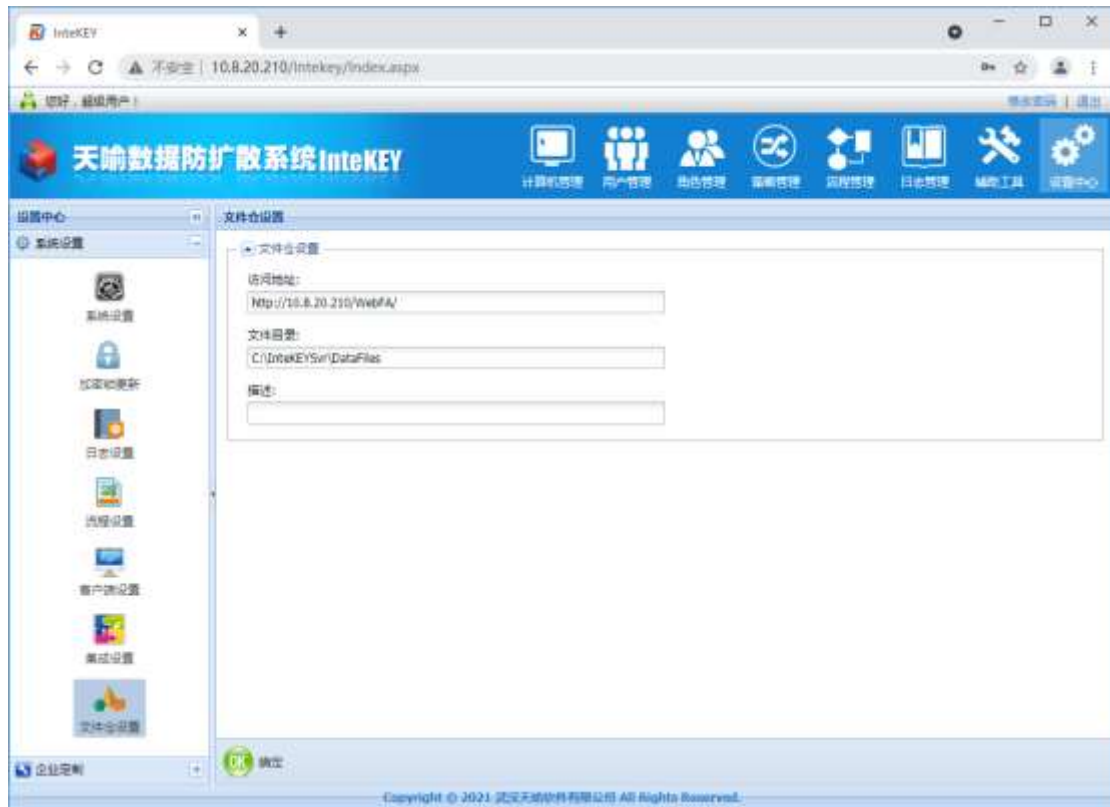 InteKEY
不安全 | 10.8.20.210/Intekey/Index.aspx
您好，超级用户！
修改密码 | 退出
天喻数据防扩散系统InteKEY
计算机管理
用户管理
角色管理
策略管理
流程管理
日志管理
辅助工具
设置中心
设置中心
系统设置
系统设置
加密锁更新
日志设置
流程设置
客户端设置
集成设置
文件仓设置
企业定制
文件仓设置
文件仓设置
访问地址:
http://10.8.20.210/WebFA/
文件目录:
C:\InteKEYSvr\DataFiles
描述:
OK 确定
Copyright © 2021 武汉天喻软件有限公司 All Rights Reserved.